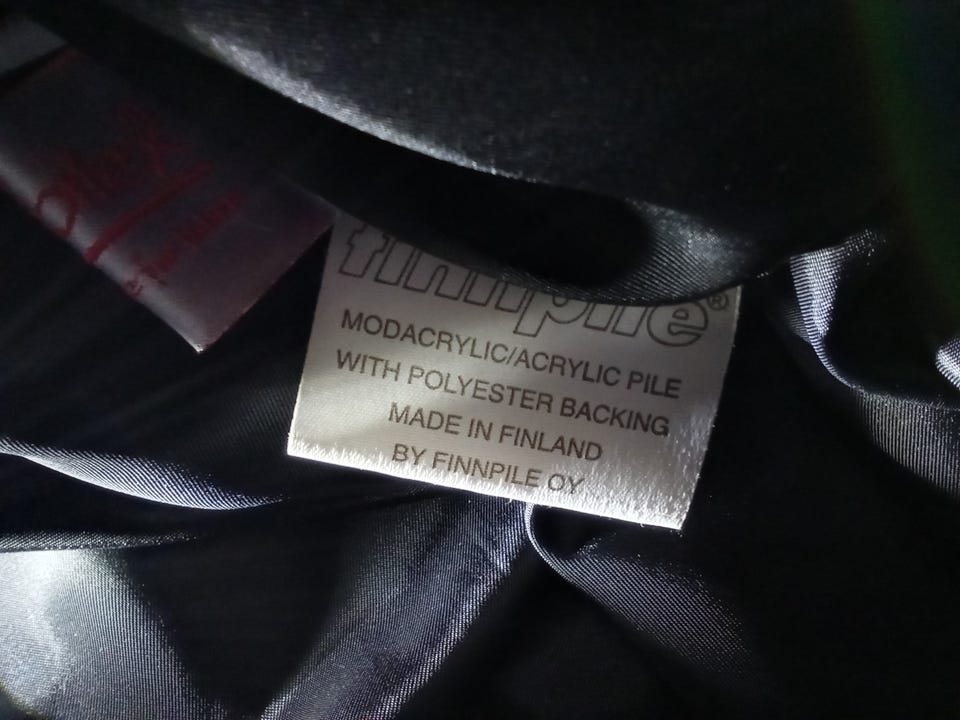 finnpile®
MODACRYLIC/ACRYLIC PILE
WITH POLYESTER BACKING
MADE IN FINLAND
BY FINNPILE OY